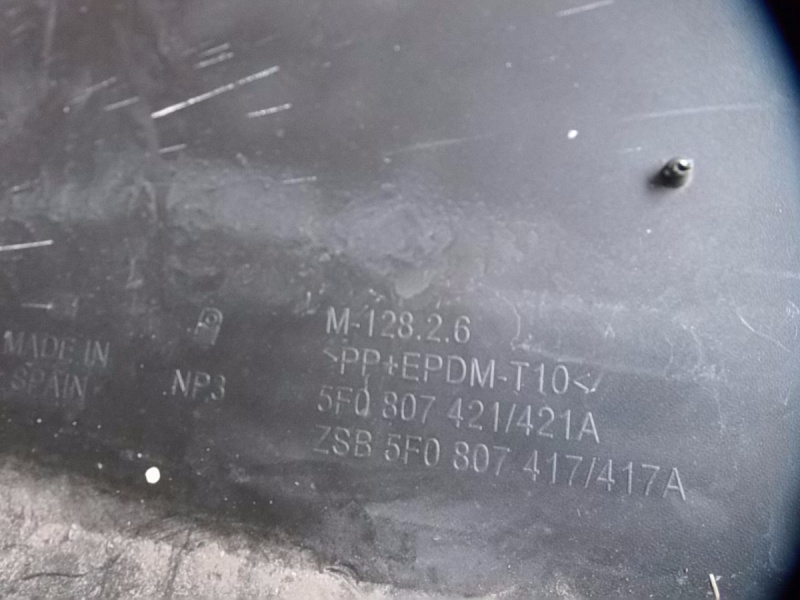 M-128.2.6
MADE IN
SPAIN
NP3
>PP+EPDM-T10<
5F0 807 421/421A
ZSB 5F0 807 417/417A